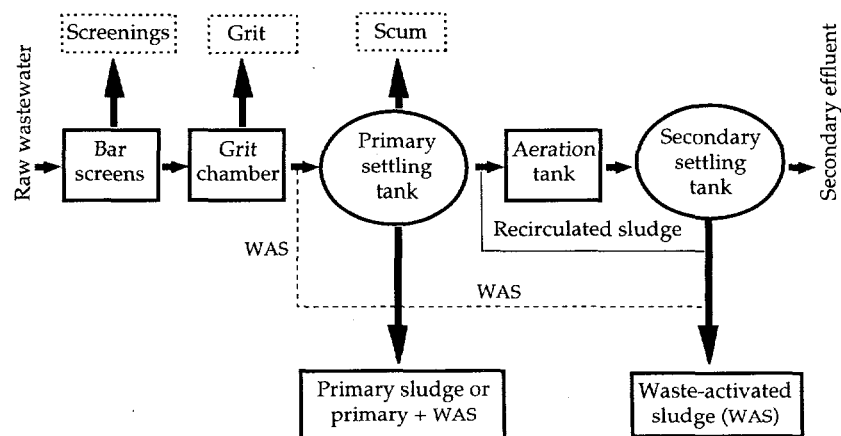 Screenings
Grit
Scum
Raw wastewater
Bar
screens
Grit
chamber
Primary
settling
tank
Aeration
tank
Secondary
settling
tank
Secondary effluent
Recirculated sludge
WAS
WAS
Primary sludge or
primary + WAS
Waste-activated
sludge (WAS)